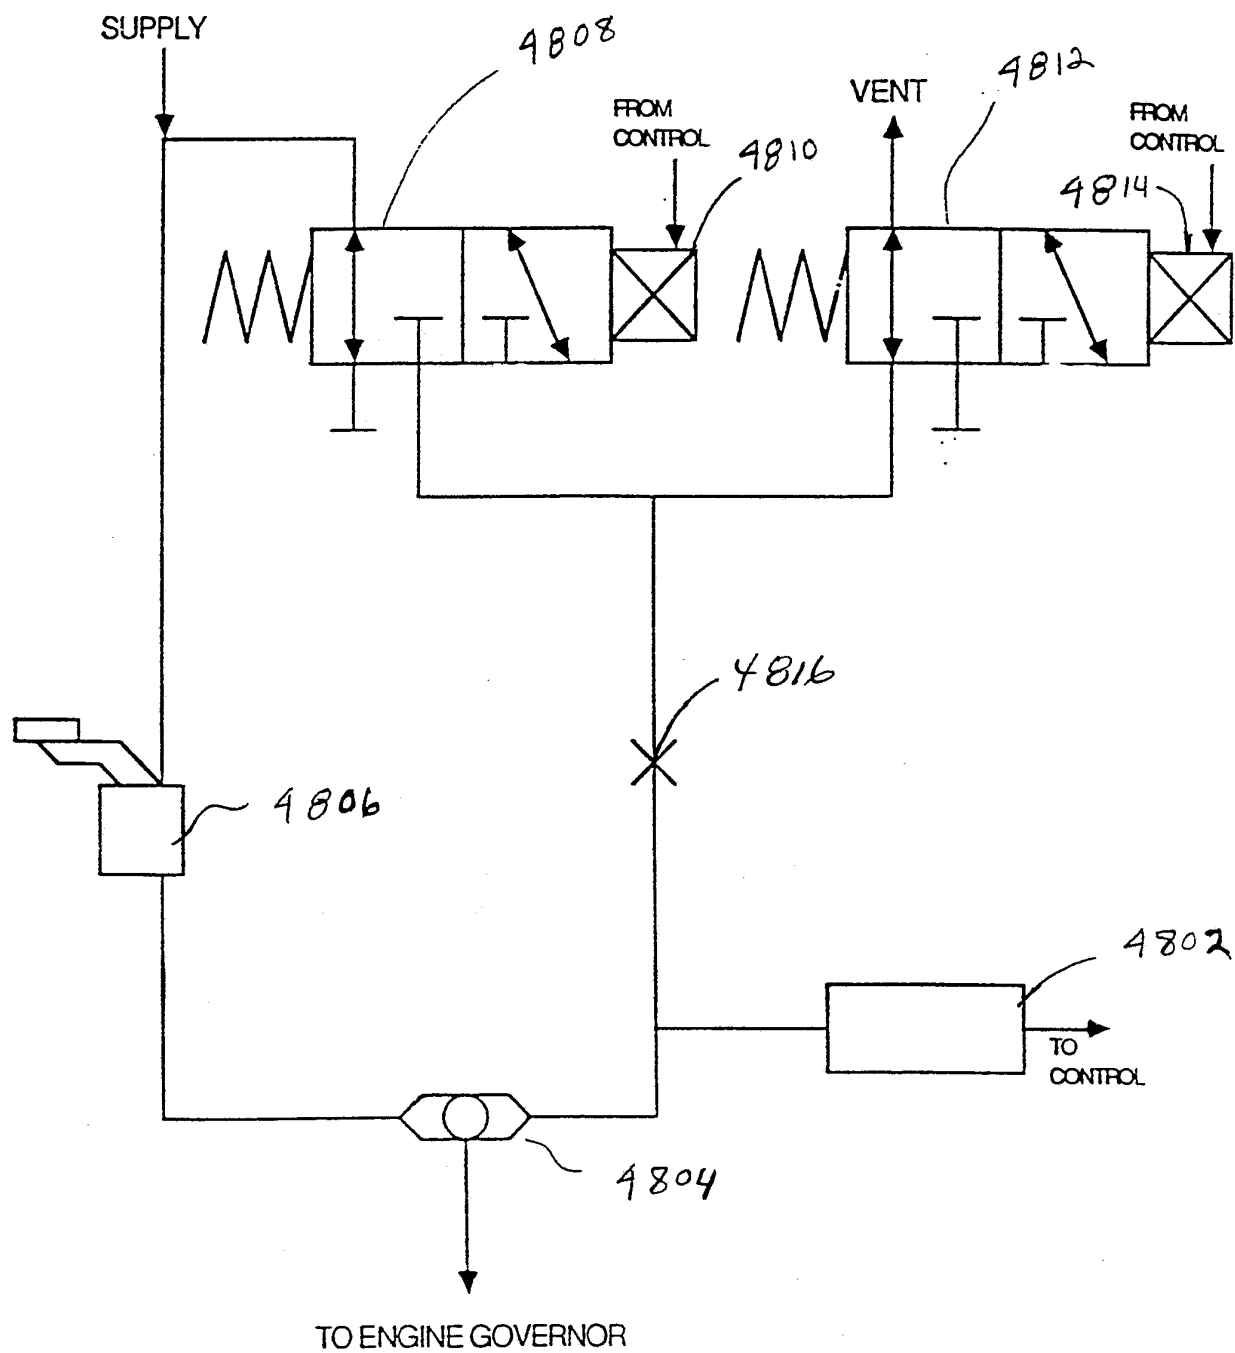 SUPPLY
4808
4812
VENT
FROM
CONTROL
FROM
CONTROL
4810
4814
4816
4806
4802
TO
CONTROL
4804
TO ENGINE GOVERNOR